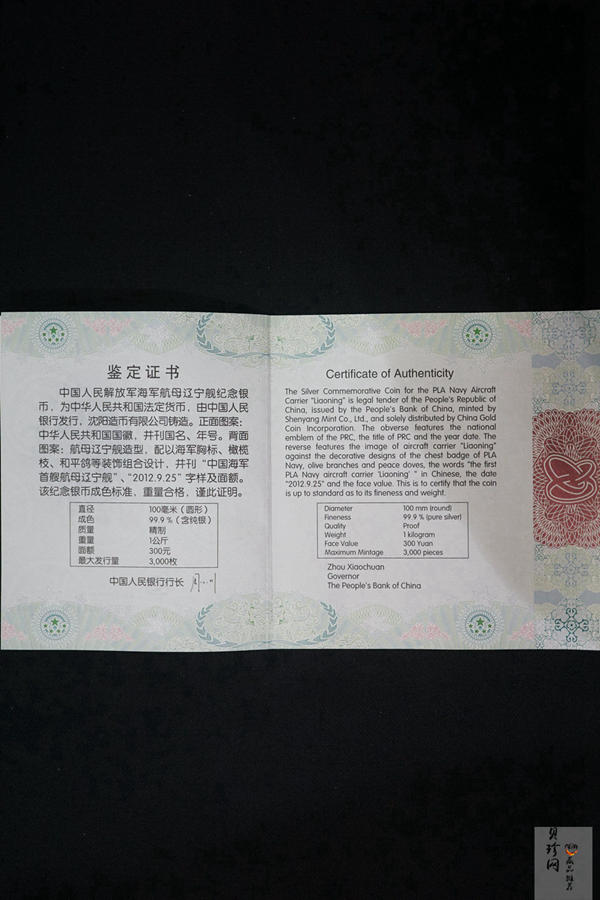 鉴定证书
中国人民解放军海军航母辽宁舰纪念银
币，为中华人民共和国法定货币，由中国人民
银行发行，沈阳造币有限公司铸造。正面图案：
中华人民共和国国徽，并刊国名、年号。背面
图案：航母辽宁舰造型，配以海军胸标、橄榄
枝、和平鸽等装饰组合设计，并刊“中国海军
首艘航母辽宁舰”、“2012.9.25”字样及面额。
该纪念银币成色标准，重量合格，谨此证明。
直径 100毫米（圆形）
成色 99.9％（含纯银）
质量 精制
重量 1公斤
面额 300元
最大发行量 3,000枚
中国人民银行行长
Certificate of Authenticity
The Silver Commemorative Coin for the PLA Navy Aircraft
Carrier "Liaoning" is legal tender of the People's Republic of
China, issued by the People's Bank of China, minted by
Shenyang Mint Co., Ltd., and solely distributed by China Gold
Coin Incorporation. The obverse features the national
emblem of the PRC, the title of PRC and the year date. The
reverse features the image of aircraft carrier "Liaoning"
against the decorative designs of the chest badge of PLA
Navy, olive branches and peace doves, the words "the first
PLA Navy aircraft carrier 'Liaoning' " in Chinese, the date
"2012.9.25" and the face value. This is to certify that the coin
is up to standard as to its fineness and weight.
Diameter 100 mm (round)
Fineness 99.9 % (pure silver)
Quality Proof
Weight 1 kilogram
Face Value 300 Yuan
Maximum Mintage 3,000 pieces
Zhou Xiaochuan
Governor
The People's Bank of China
贝珍网